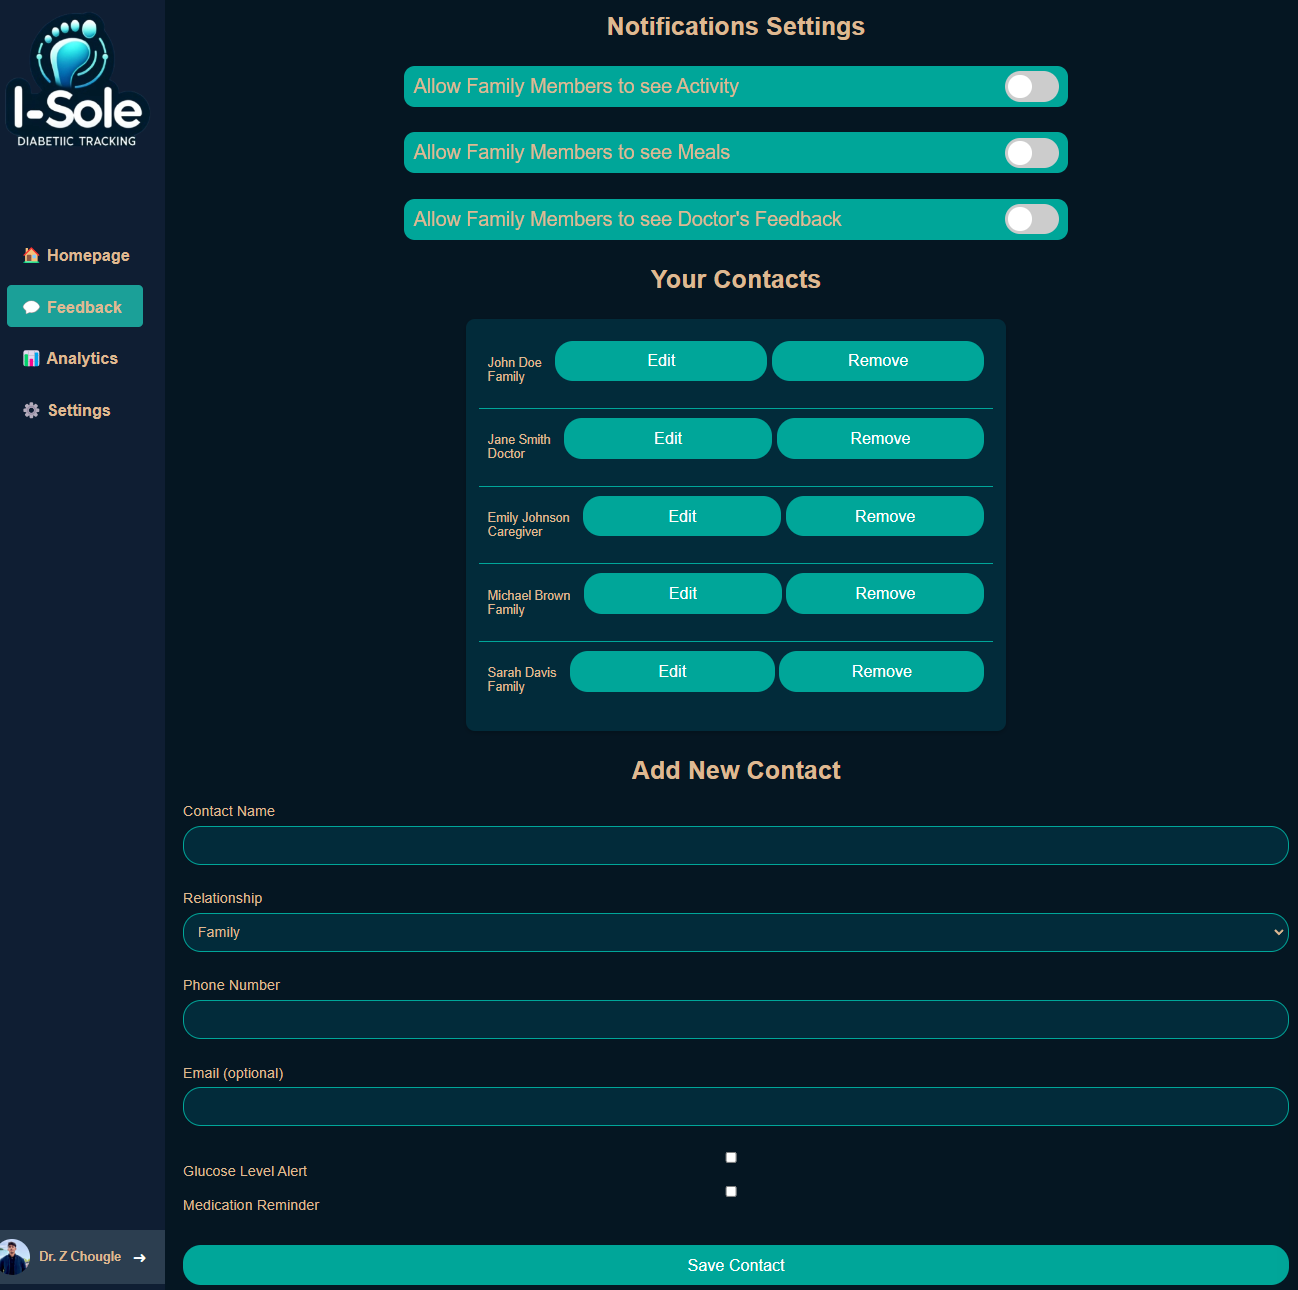 I-Sole
DIABETIIC TRACKING
Homepage
Feedback
Analytics
Settings
Dr. Z Chougle
Notifications Settings
Allow Family Members to see Activity
Allow Family Members to see Meals
Allow Family Members to see Doctor's Feedback
Your Contacts
John Doe
Family
Edit
Remove
Jane Smith
Doctor
Edit
Remove
Emily Johnson
Caregiver
Edit
Remove
Michael Brown
Family
Edit
Remove
Sarah Davis
Family
Edit
Remove
Add New Contact
Contact Name
Relationship
Family
Phone Number
Email (optional)
Glucose Level Alert
Medication Reminder
Save Contact